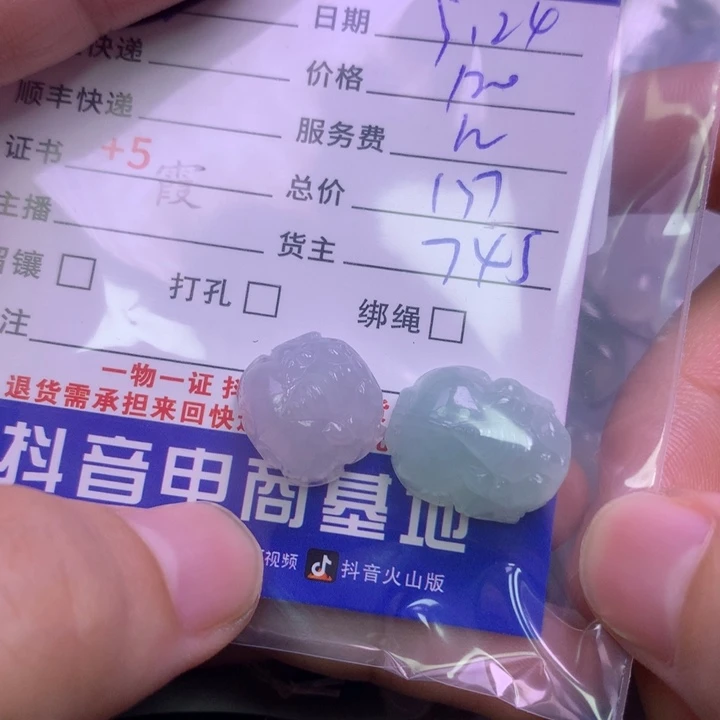 日期 5.24
快递 价格 120
顺丰快递 服务费 12
证书 +5 霞 总价 137
主播 货主 745
留镶 打孔 绑绳
注
一物一证 抖
退货需承担来回快
抖音电商基地
视频 抖音火山版